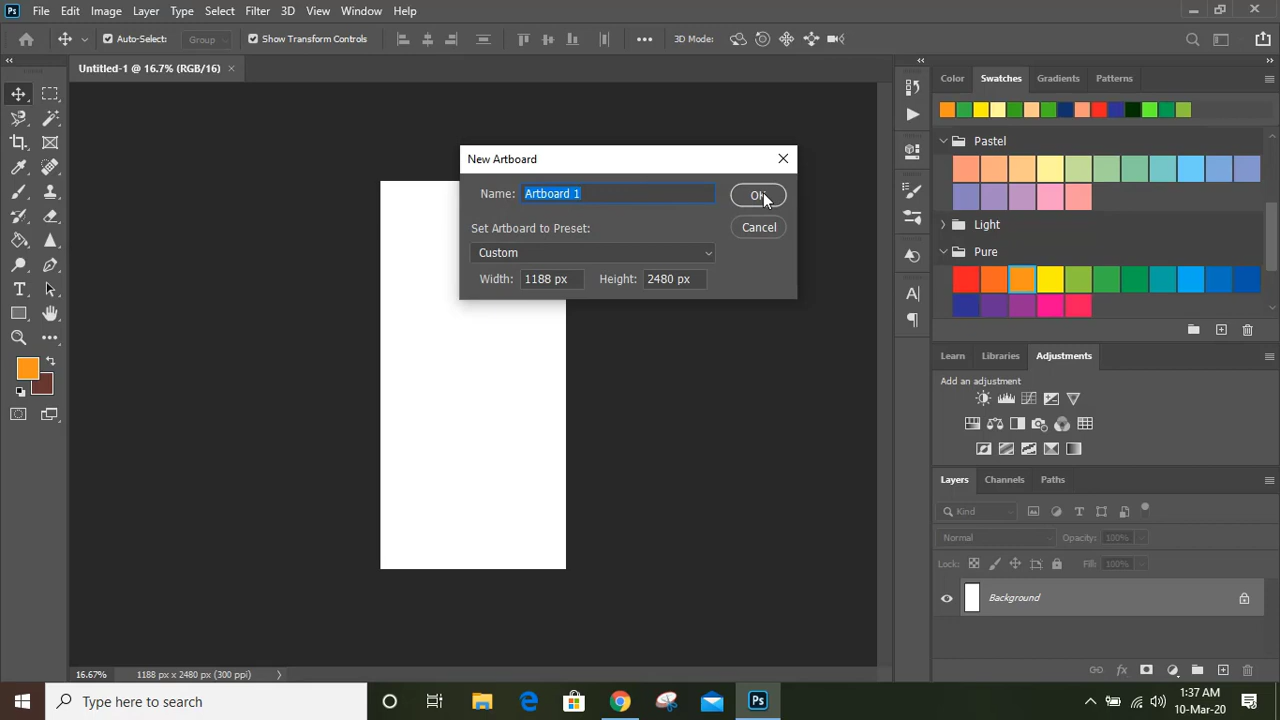 Ps File Edit Image Layer Type Select Filter 3D View Window Help
Auto-Select: Group Show Transform Controls 3D Mode:
Untitled-1 @ 16.7% (RGB/16)
Color Swatches Gradients Patterns
Pastel
Light
Pure
New Artboard
Name: Artboard 1
OK
Set Artboard to Preset:
Cancel
Custom
Width: 1188 px Height: 2480 px
Learn Libraries Adjustments
Add an adjustment
Layers Channels Paths
Kind
Normal Opacity: 100%
Lock: Fill: 100%
Background
16.67% 1188 px x 2480 px (300 ppi)
Type here to search
Ps
1:37 AM
10-Mar-20